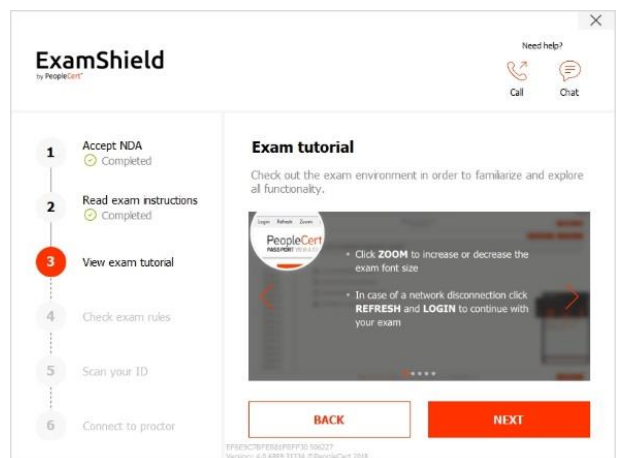 Need help?
ExamShield
by PeopleCert
Call
Chat
1
Accept NDA
Completed
2
Read exam instructions
Completed
3
View exam tutorial
4
Check exam rules
5
Scan your ID
6
Connect to proctor
Exam tutorial
Check out the exam environment in order to familiarize and explore
all functionality.
Login Refresh Zoom
PeopleCert
PASSPORT
• Click ZOOM to increase or decrease the
exam font size
• In case of a network disconnection click
REFRESH and LOGIN to continue with
your exam
BACK
NEXT
©PeopleCert 2018